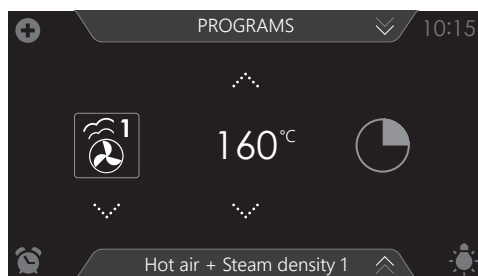 PROGRAMS
10:15
1
160°C
Hot air + Steam density 1